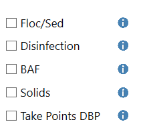 Floc/Sed
Disinfection
BAF
Solids
Take Points DBP